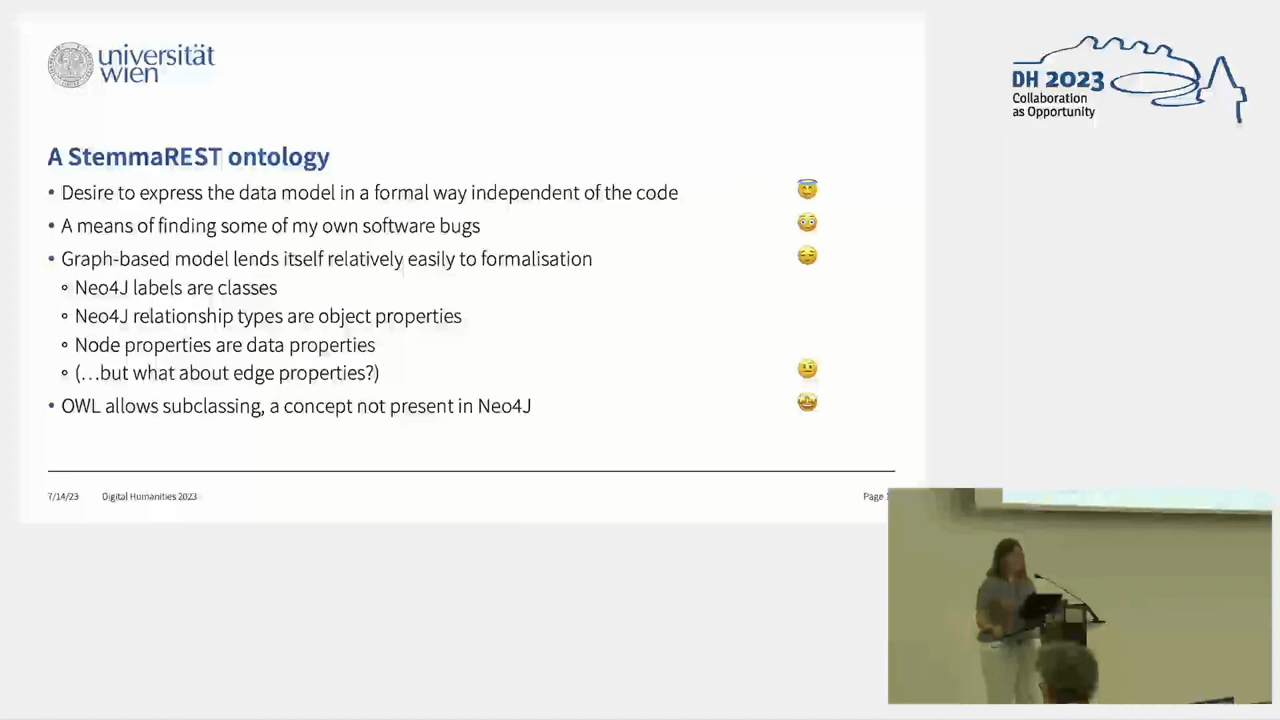 universität
wien
DH 2023
Collaboration
as Opportunity
A StemmaREST ontology
• Desire to express the data model in a formal way independent of the code
• A means of finding some of my own software bugs
• Graph-based model lends itself relatively easily to formalisation
◦ Neo4J labels are classes
◦ Neo4J relationship types are object properties
◦ Node properties are data properties
◦ (…but what about edge properties?)
• OWL allows subclassing, a concept not present in Neo4J
7/14/23 Digital Humanities 2023 Page